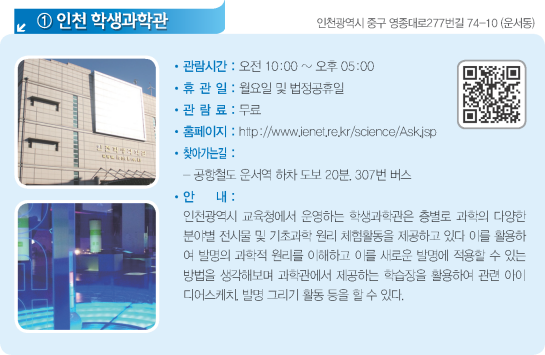 ① 인천 학생과학관
인천광역시 중구 영종대로277번길 74-10 (운서동)
• 관람시간 : 오전 10:00 ~ 오후 05:00
• 휴 관 일 : 월요일 및 법정공휴일
• 관 람 료 : 무료
• 홈페이지 : http://www.ienet.re.kr/science/Ask.jsp
• 찾아가는길 :
- 공항철도 운서역 하차 도보 20분, 307번 버스
• 안 내 :
인천광역시 교육청에서 운영하는 학생과학관은 층별로 과학의 다양한
분야별 전시물 및 기초과학 원리 체험활동을 제공하고 있다 이를 활용하
여 발명의 과학적 원리를 이해하고 이를 새로운 발명에 적용할 수 있는
방법을 생각해보며 과학관에서 제공하는 학습장을 활용하여 관련 아이
디어스케치, 발명 그리기 활동 등을 할 수 있다.